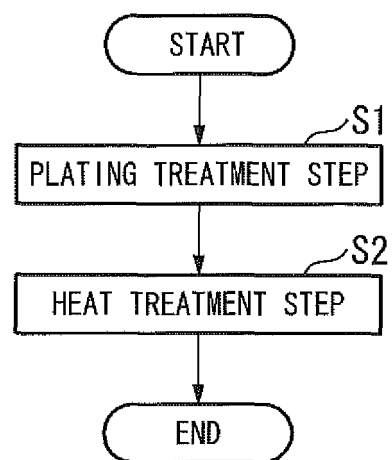 START
S1
PLATING TREATMENT STEP
S2
HEAT TREATMENT STEP
END